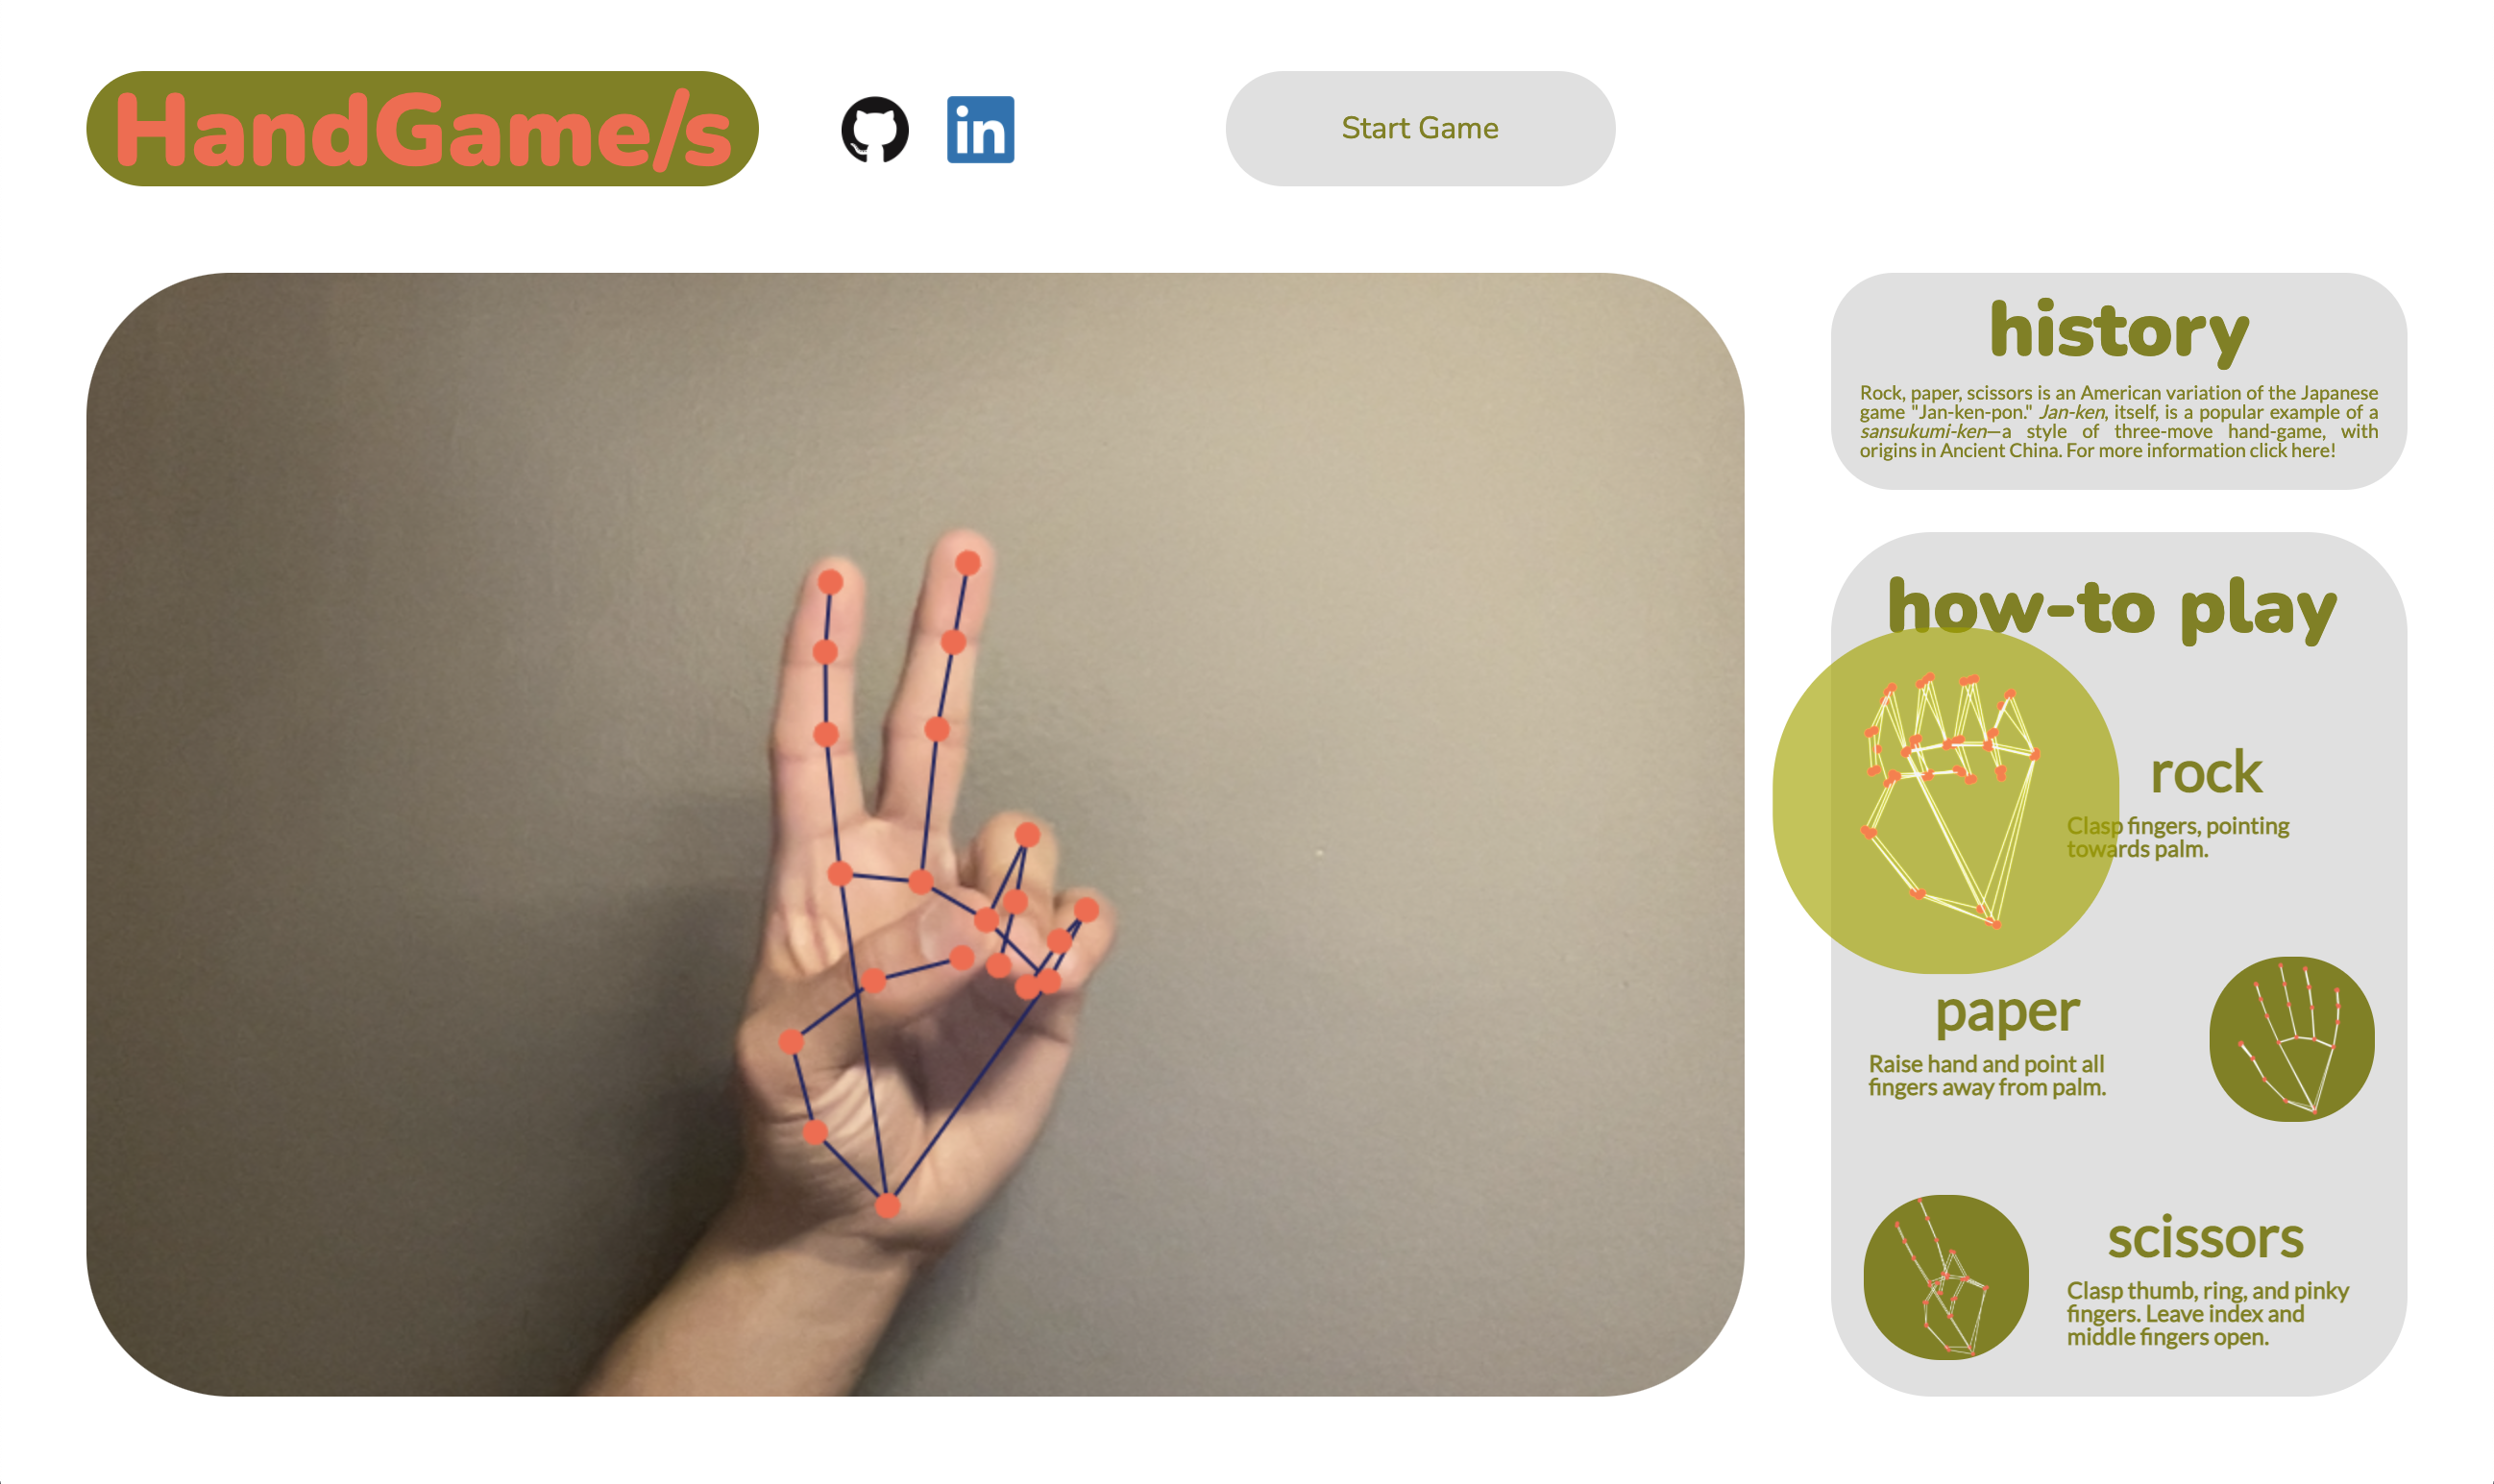 HandGame/s
in
Start Game
history
Rock, paper, scissors is an American variation of the Japanese
game "Jan-ken-pon." Jan-ken, itself, is a popular example of a
sansukumi-ken—a style of three-move hand-game, with
origins in Ancient China. For more information click here!
how-to play
rock
Clasp fingers, pointing
towards palm.
paper
Raise hand and point all
fingers away from palm.
scissors
Clasp thumb, ring, and pinky
fingers. Leave index and
middle fingers open.